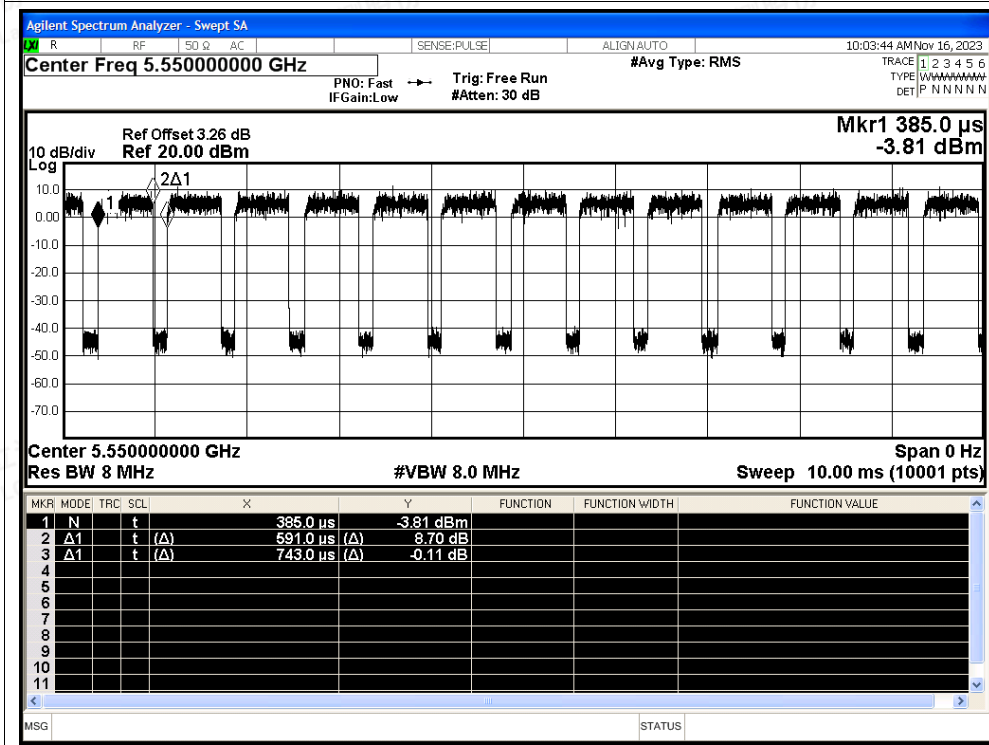 Agilent Spectrum Analyzer - Swept SA
LXI R RF 50 Ω AC SENSE:PULSE ALIGN AUTO 10:03:44 AM Nov 16, 2023
Center Freq 5.550000000 GHz #Avg Type: RMS TRACE 1 2 3 4 5 6
PNO: Fast Trig: Free Run TYPE WWWWWW
IFGain:Low #Atten: 30 dB DET P N N N N N
Mkr1 385.0 µs
Ref Offset 3.26 dB
10 dB/div Ref 20.00 dBm -3.81 dBm
Log
2Δ1
10.0
1
0.00
-10.0
-20.0
-30.0
-40.0
-50.0
-60.0
-70.0
Center 5.550000000 GHz Span 0 Hz
Res BW 8 MHz #VBW 8.0 MHz Sweep 10.00 ms (10001 pts)
MKR MODE TRC SCL X Y FUNCTION FUNCTION WIDTH FUNCTION VALUE
1 N t 385.0 µs -3.81 dBm
2 Δ1 t (Δ) 591.0 µs (Δ) 8.70 dB
3 Δ1 t (Δ) 743.0 µs (Δ) -0.11 dB
4
5
6
7
8
9
10
11
MSG STATUS